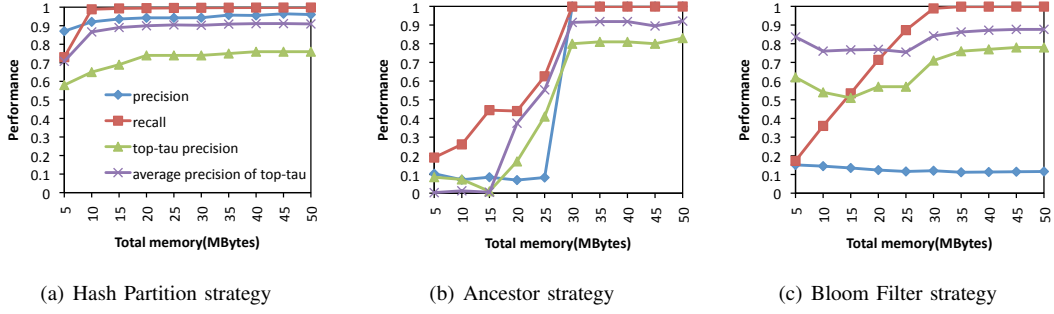 1
0.9
0.8
0.7
0.6
0.5
0.4
0.3
0.2
0.1
0
Performance
precision
recall
top-tau precision
average precision of top-tau
5 10 15 20 25 30 35 40 45 50
Total memory(MBytes)
(a) Hash Partition strategy
1
0.9
0.8
0.7
0.6
0.5
0.4
0.3
0.2
0.1
0
Performance
5 10 15 20 25 30 35 40 45 50
Total memory(MBytes)
(b) Ancestor strategy
1
0.9
0.8
0.7
0.6
0.5
0.4
0.3
0.2
0.1
0
Performance
5 10 15 20 25 30 35 40 45 50
Total memory(MBytes)
(c) Bloom Filter strategy